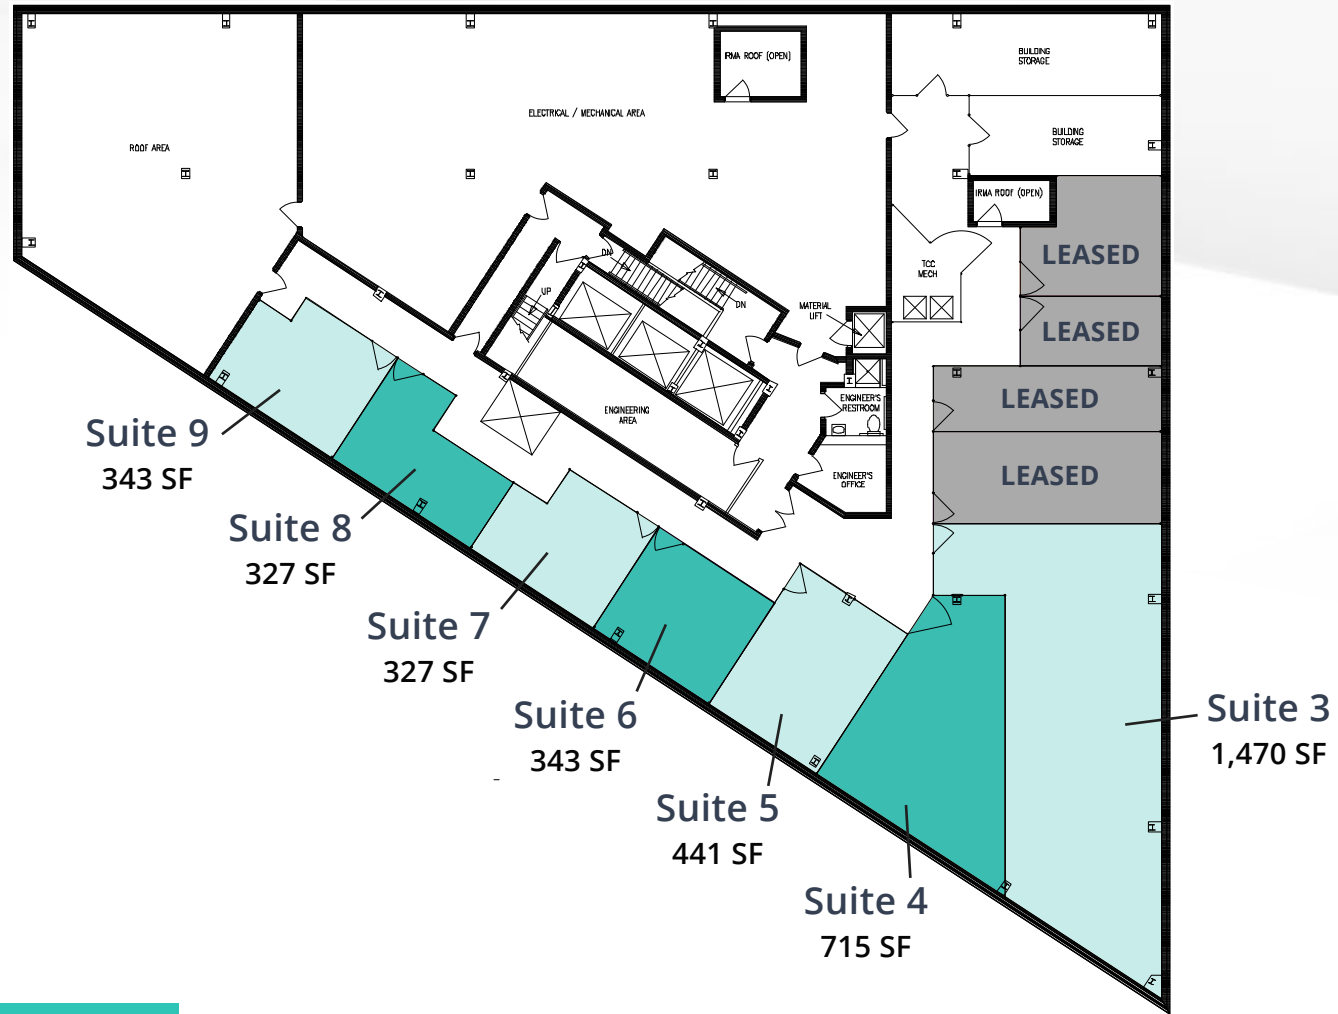 IRMA ROOF (OPEN)
BUILDING
STORAGE
ELECTRICAL / MECHANICAL AREA
ROOF AREA
BUILDING
STORAGE
IRMA ROOF (OPEN)
LEASED
DN
TCC
MECH
UP
DN
MATERIAL
LIFT
LEASED
LEASED
ENGINEER'S
RESTROOM
ENGINEERING
AREA
Suite 9
343 SF
LEASED
ENGINEER'S
OFFICE
Suite 8
327 SF
Suite 7
327 SF
Suite 6
343 SF
Suite 3
1,470 SF
Suite 5
441 SF
Suite 4
715 SF